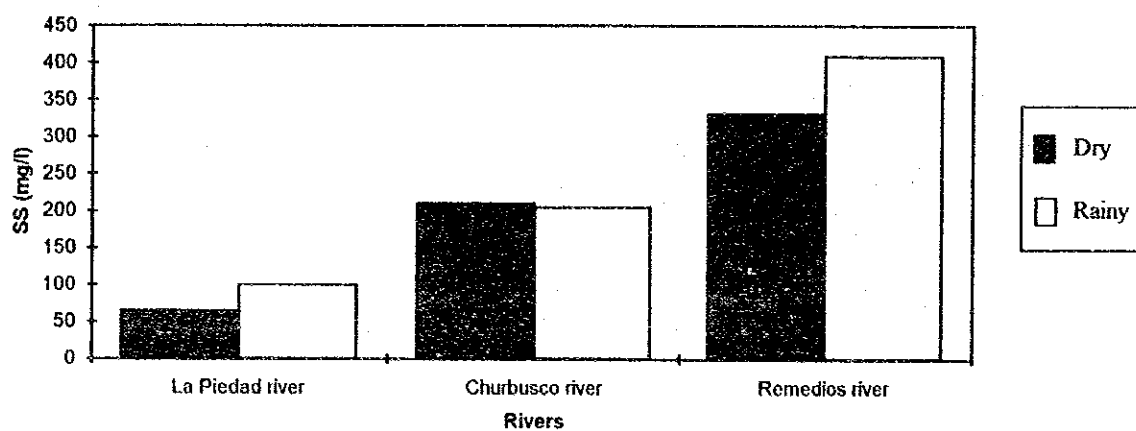 450
400
350
300
250
200
150
100
50
0
SS (mg/l)
La Piedad river
Churbusco river
Remedios river
Rivers
Dry
Rainy